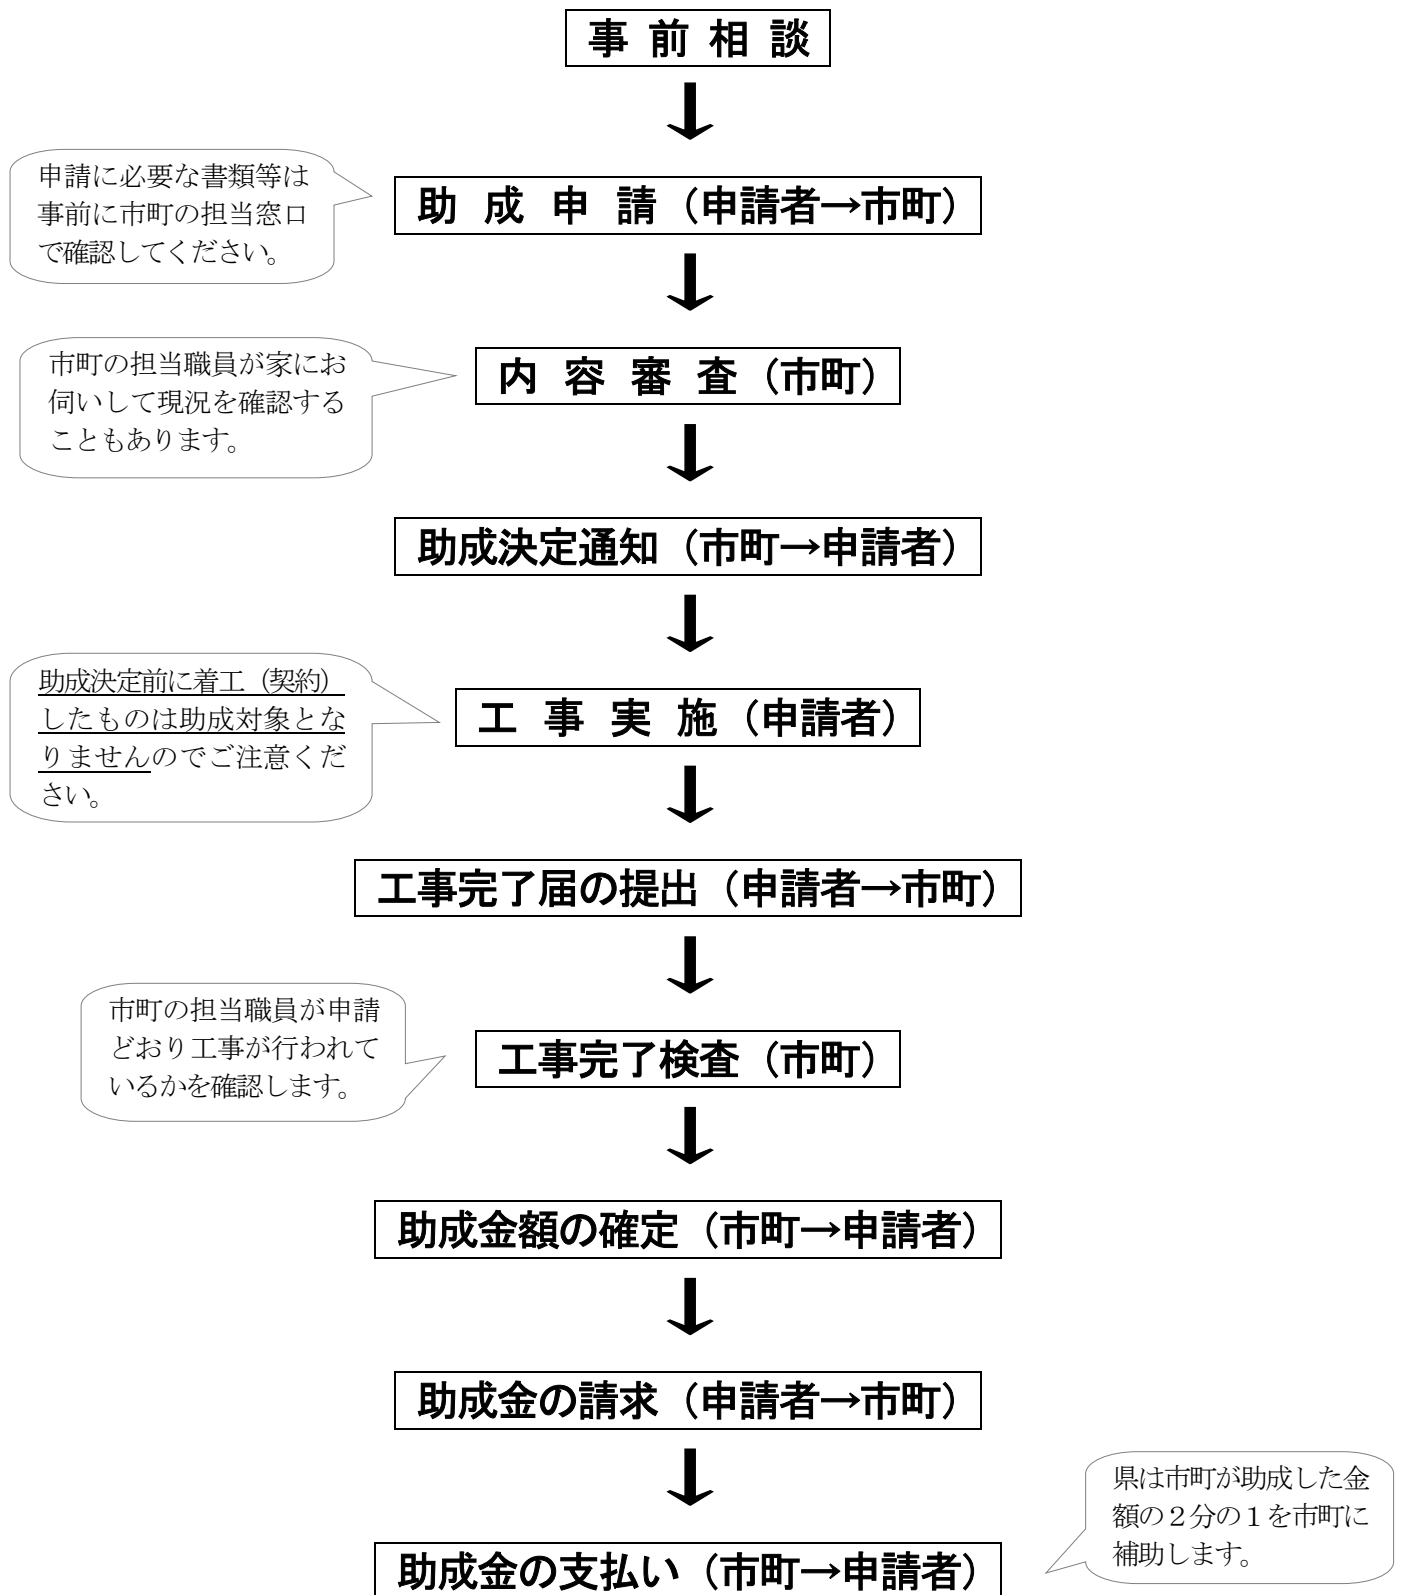 事前相談
↓
申請に必要な書類等は
事前に市町の担当窓口
で確認してください。
助成申請（申請者→市町）
↓
市町の担当職員が家にお
伺いして現況を確認する
こともあります。
内容審査（市町）
↓
助成決定通知（市町→申請者）
↓
助成決定前に着工（契約）
したものは助成対象とな
りませんのでご注意くだ
さい。
工事実施（申請者）
↓
工事完了届の提出（申請者→市町）
↓
市町の担当職員が申請
どおり工事が行われて
いるかを確認します。
工事完了検査（市町）
↓
助成金額の確定（市町→申請者）
↓
助成金の請求（申請者→市町）
↓
県は市町が助成した金
額の２分の１を市町に
補助します。
助成金の支払い（市町→申請者）